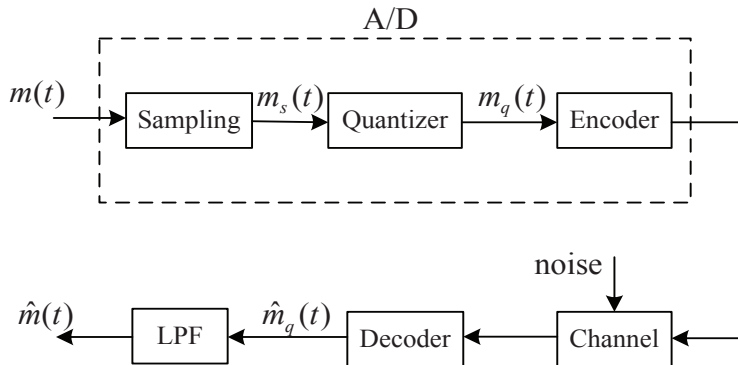 A/D
m(t)
Sampling
m_s(t)
Quantizer
m_q(t)
Encoder
noise
m̂(t)
LPF
m̂_q(t)
Decoder
Channel